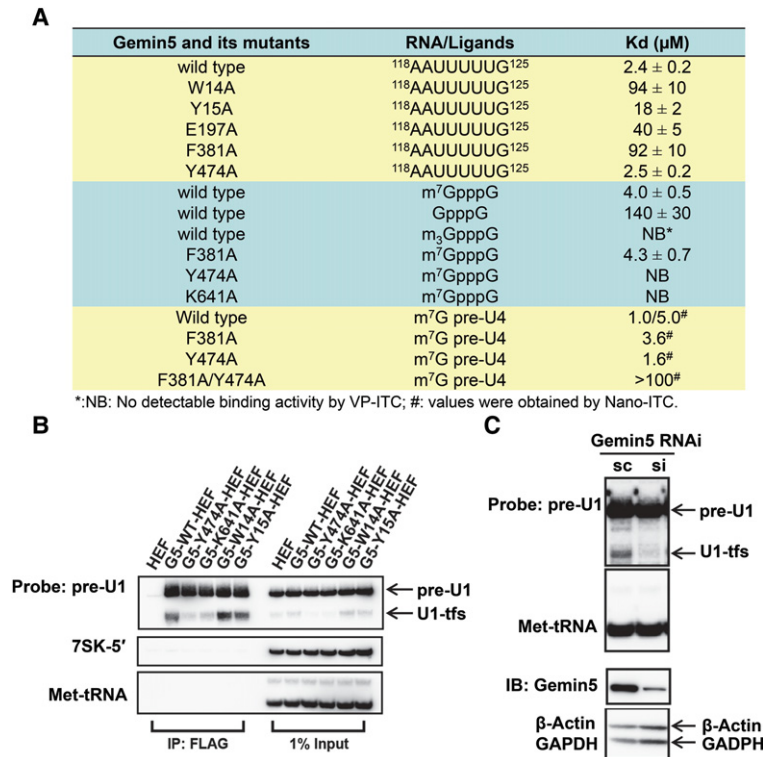 A
Gemin5 and its mutants RNA/Ligands Kd (µM)
wild type ¹¹⁸AAUUUUUG¹²⁵ 2.4 ± 0.2
W14A ¹¹⁸AAUUUUUG¹²⁵ 94 ± 10
Y15A ¹¹⁸AAUUUUUG¹²⁵ 18 ± 2
E197A ¹¹⁸AAUUUUUG¹²⁵ 40 ± 5
F381A ¹¹⁸AAUUUUUG¹²⁵ 92 ± 10
Y474A ¹¹⁸AAUUUUUG¹²⁵ 2.5 ± 0.2
wild type m⁷GpppG 4.0 ± 0.5
wild type GpppG 140 ± 30
wild type m₃GpppG NB*
F381A m⁷GpppG 4.3 ± 0.7
Y474A m⁷GpppG NB
K641A m⁷GpppG NB
Wild type m⁷G pre-U4 1.0/5.0#
F381A m⁷G pre-U4 3.6#
Y474A m⁷G pre-U4 1.6#
F381A/Y474A m⁷G pre-U4 >100#
*:NB: No detectable binding activity by VP-ITC; #: values were obtained by Nano-ITC.
B
HEF G5-WT-HEF G5-Y474A-HEF G5-K641A-HEF G5-W14A-HEF G5-Y15A-HEF HEF G5-WT-HEF G5-Y474A-HEF G5-K641A-HEF G5-W14A-HEF G5-Y15A-HEF
Probe: pre-U1 pre-U1
U1-tfs
7SK-5′
Met-tRNA
IP: FLAG 1% Input
C
Gemin5 RNAi
sc si
Probe: pre-U1 pre-U1
U1-tfs
Met-tRNA
IB: Gemin5
β-Actin β-Actin
GAPDH GADPH